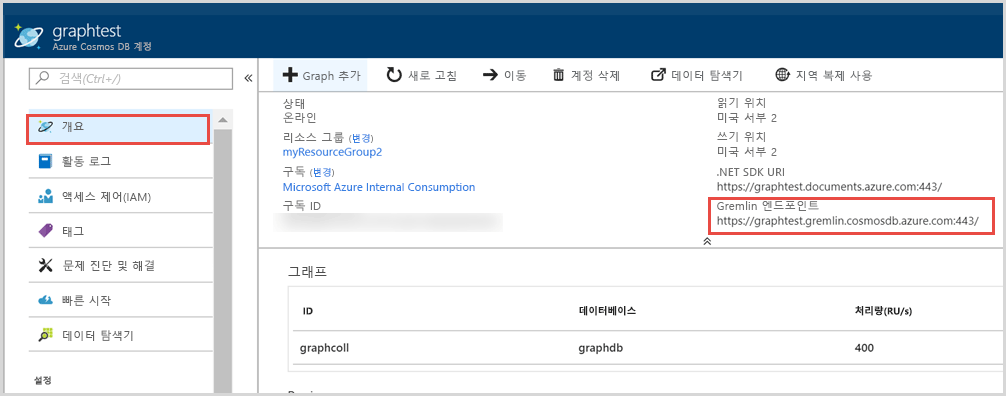 graphtest
Azure Cosmos DB 계정
검색(Ctrl+/)
개요
활동 로그
액세스 제어(IAM)
태그
문제 진단 및 해결
빠른 시작
데이터 탐색기
설정
Graph 추가
새로 고침
이동
계정 삭제
데이터 탐색기
지역 복제 사용
상태
온라인
리소스 그룹 (변경)
myResourceGroup2
구독 (변경)
Microsoft Azure Internal Consumption
구독 ID
읽기 위치
미국 서부 2
쓰기 위치
미국 서부 2
.NET SDK URI
https://graphtest.documents.azure.com:443/
Gremlin 엔드포인트
https://graphtest.gremlin.cosmosdb.azure.com:443/
그래프
ID 데이터베이스 처리량(RU/s)
graphcoll graphdb 400